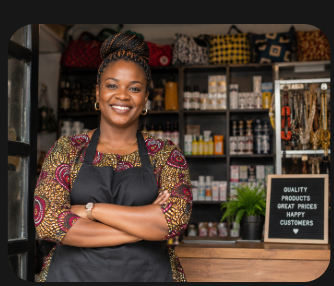 QUALITY
PRODUCTS
GREAT PRICES
HAPPY
CUSTOMERS
♥